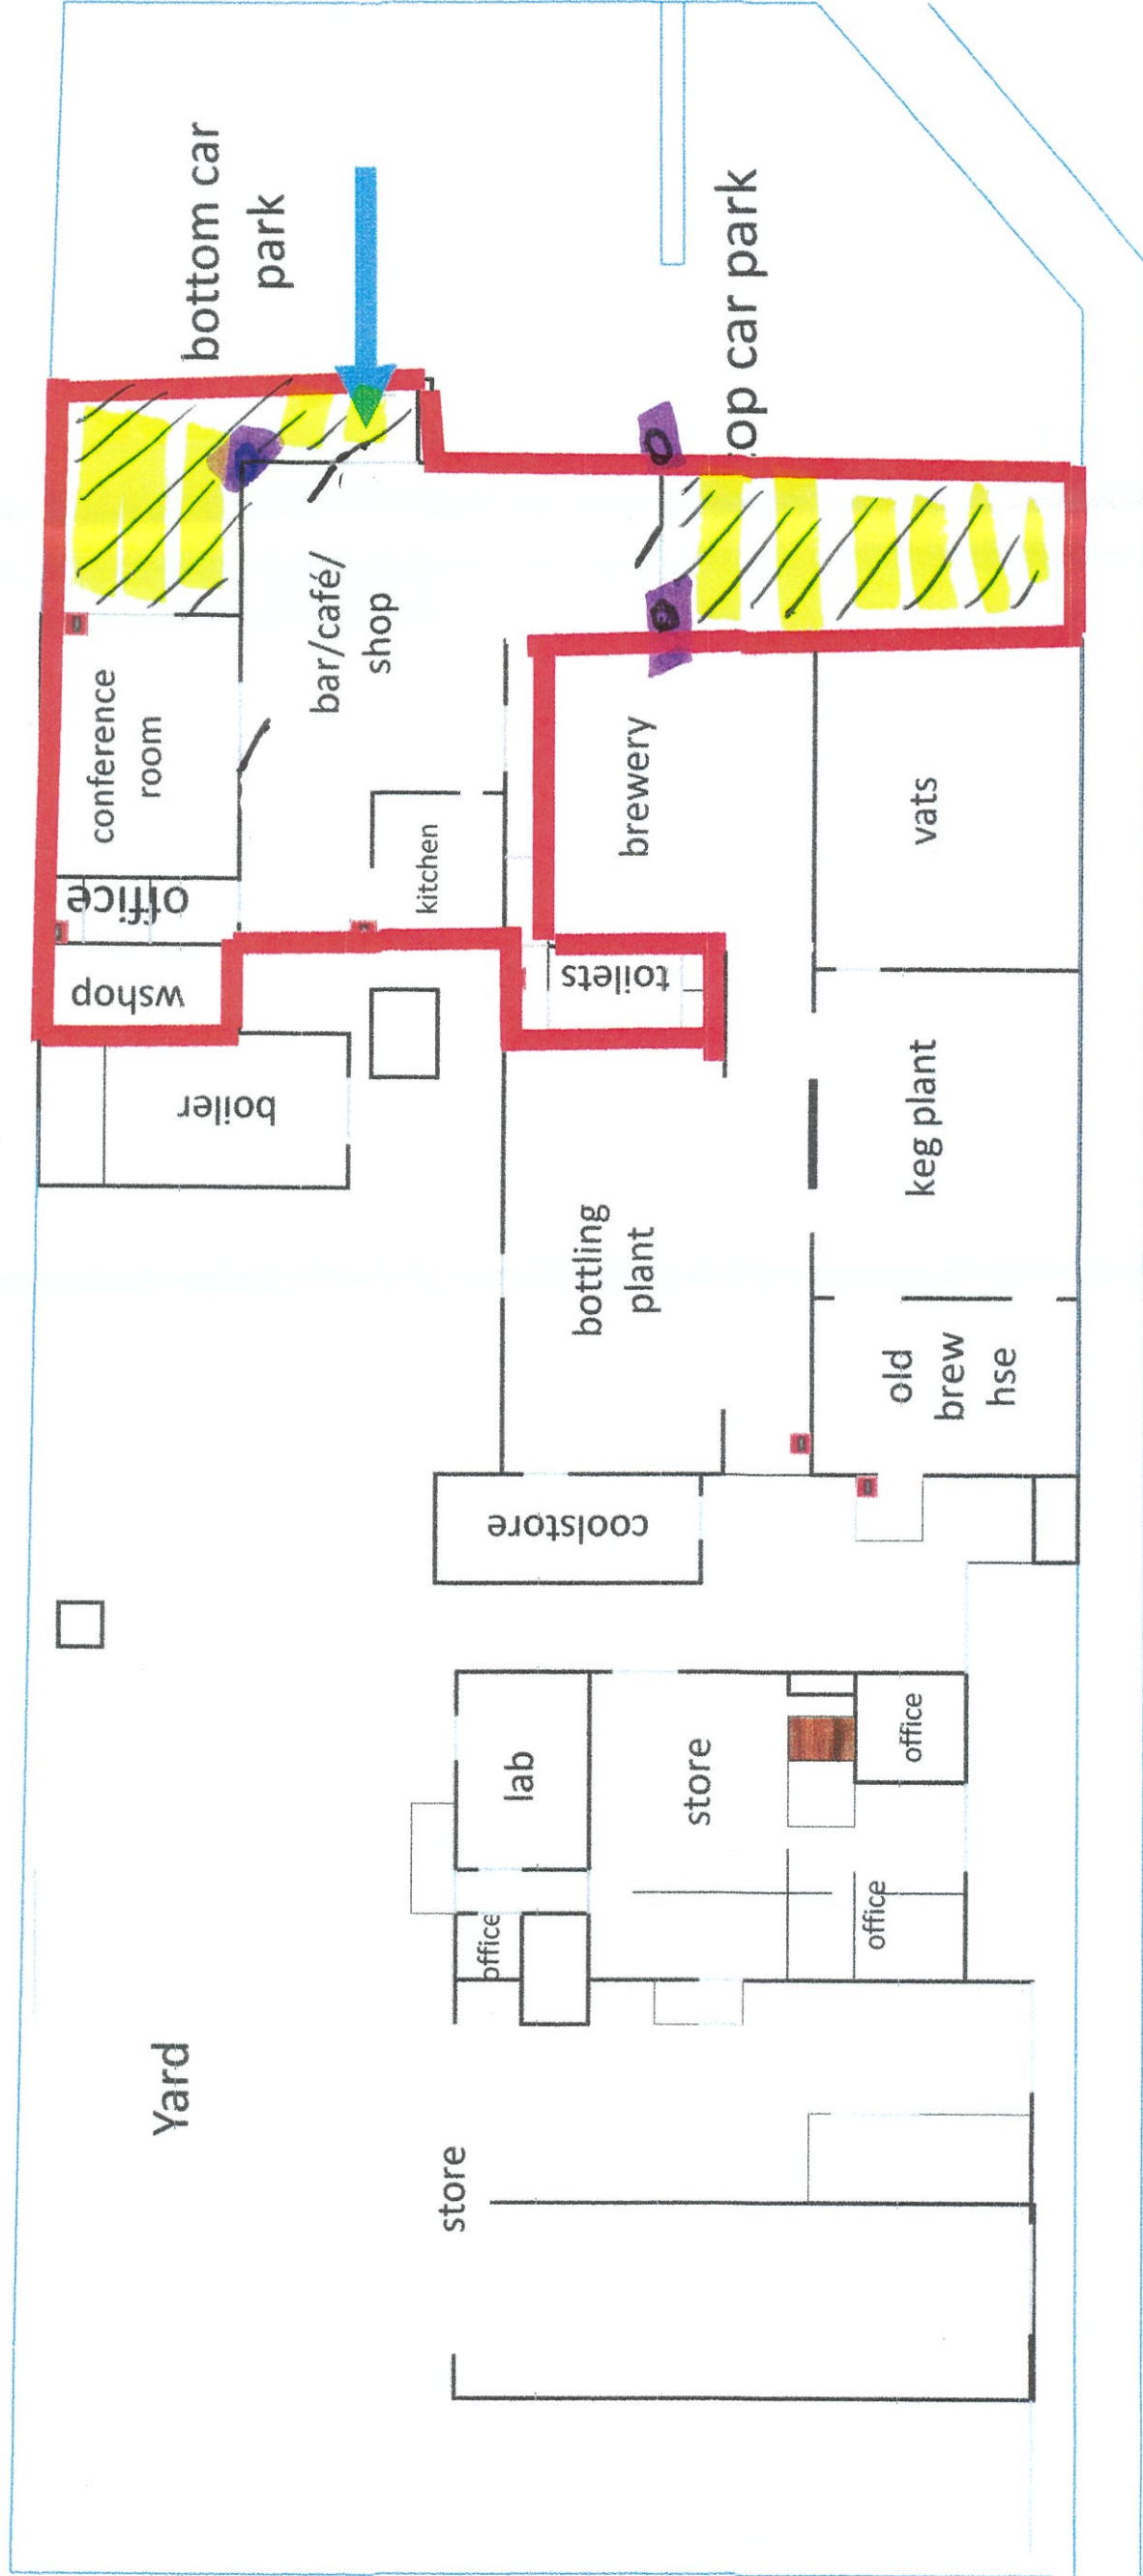 bottom car
park
top car park
bar/café/
shop
conference
room
office
wshop
kitchen
brewery
vats
toilets
boiler
keg plant
bottling
plant
old
brew
hse
coolstore
lab
store
office
office
office
Yard
store